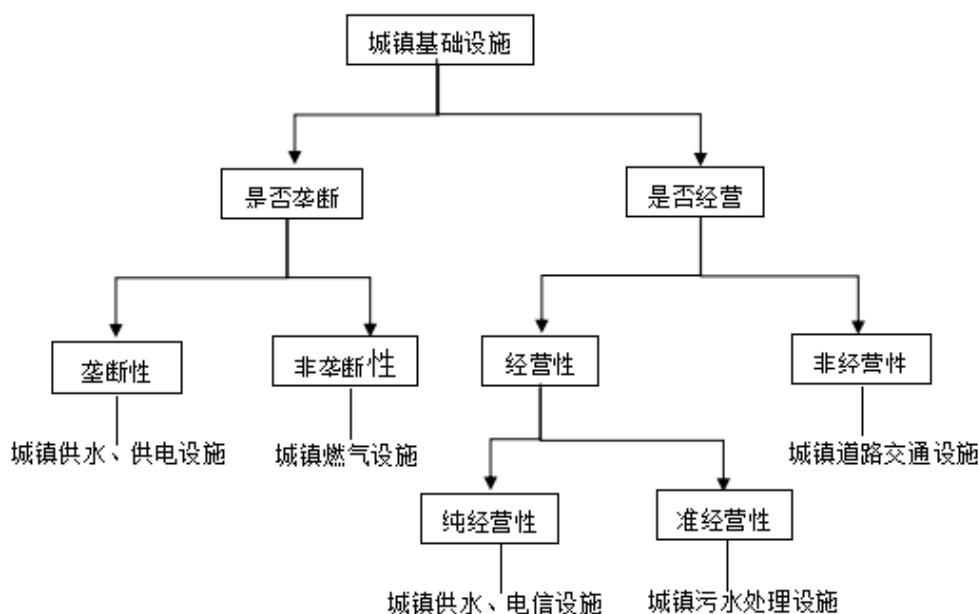 城镇基础设施
是否垄断
是否经营
垄断性
非垄断性
经营性
非经营性
城镇供水、供电设施
城镇燃气设施
城镇道路交通设施
纯经营性
准经营性
城镇供水、电信设施
城镇污水处理设施